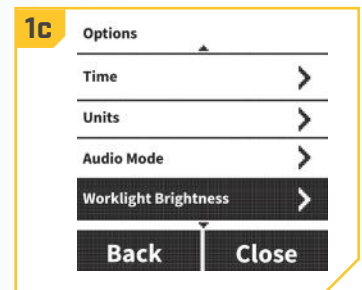 1c
Options
Time
Units
Audio Mode
Worklight Brightness
Back Close